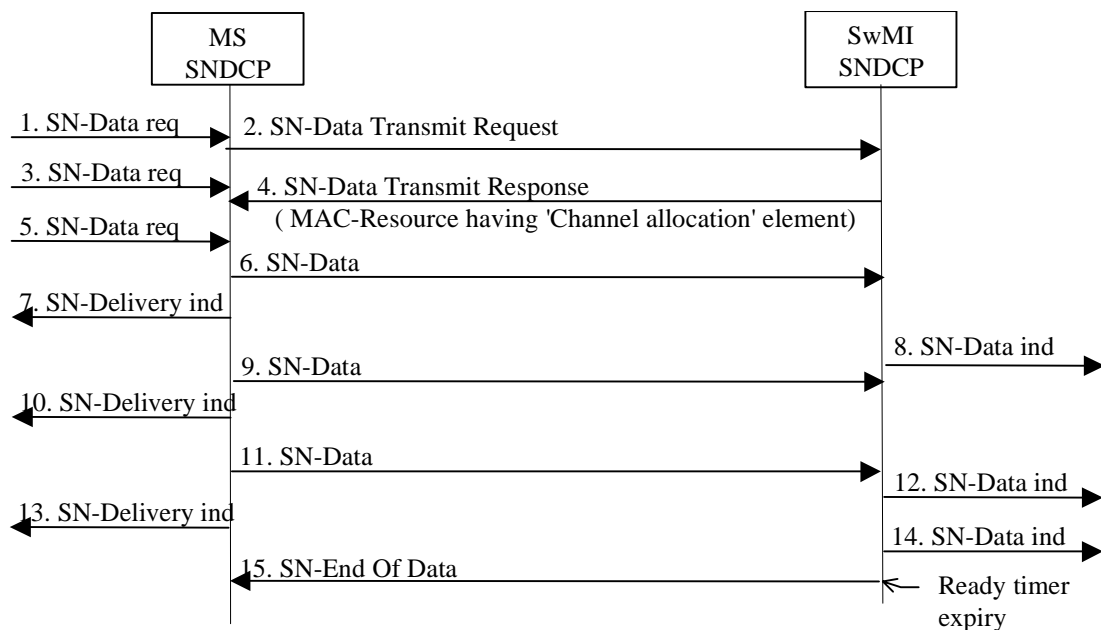 MS
SNDCP
SwMI
SNDCP
1. SN-Data req
2. SN-Data Transmit Request
3. SN-Data req
4. SN-Data Transmit Response
( MAC-Resource having 'Channel allocation' element)
5. SN-Data req
6. SN-Data
7. SN-Delivery ind
8. SN-Data ind
9. SN-Data
10. SN-Delivery ind
11. SN-Data
12. SN-Data ind
13. SN-Delivery ind
14. SN-Data ind
15. SN-End Of Data
Ready timer
expiry